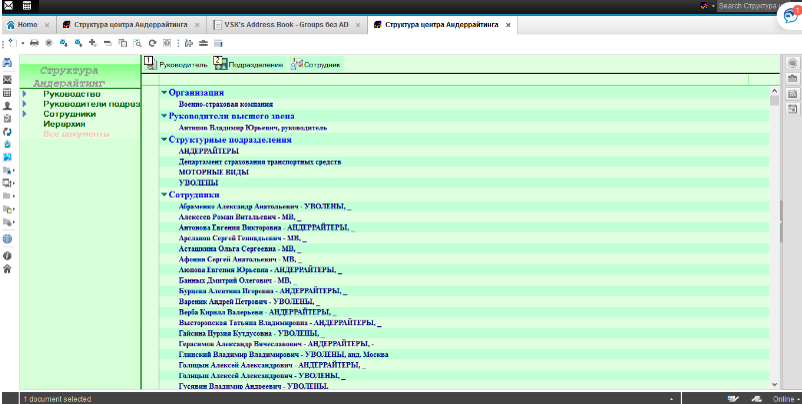 Search Структура ц
1
Home
Структура центра Андеррайтинга
VSK's Address Book - Groups без AD
Структура центра Андеррайтинга
Структура
Андерайтинг
Руководство
Руководители подраз
Сотрудники
Иерархия
Все документы
1 Руководитель
2 Подразделение
Сотрудник
Организация
Военно-страховая компания
Руководители высшего звена
Антипов Владимир Юрьевич, руководитель
Структурные подразделения
АНДЕРРАЙТЕРЫ
Департамент страхования транспортных средств
МОТОРНЫЕ ВИДЫ
УВОЛЕНЫ
Сотрудники
Абраменко Александр Анатольевич - УВОЛЕНЫ, _
Алексеев Роман Витальевич - МВ, _
Антонова Евгения Викторовна - АНДЕРРАЙТЕРЫ, _
Арсланов Сергей Геннадьевич - МВ, _
Асташкина Ольга Сергеевна - МВ, _
Афонин Сергей Анатольевич - МВ, _
Аюпова Евгения Юрьевна - АНДЕРРАЙТЕРЫ, _
Банных Дмитрий Олегович - МВ, _
Бурцева Алевтина Игоревна - АНДЕРРАЙТЕРЫ, _
Вареник Андрей Петрович - УВОЛЕНЫ, _
Верба Кирилл Валерьеви - АНДЕРРАЙТЕРЫ, _
Высторопская Татьяна Владимировна - АНДЕРРАЙТЕРЫ, _
Гайсина Нурзия Кутдусовна - УВОЛЕНЫ, _
Герасимов Александр Вячеславович - АНДЕРРАЙТЕРЫ, -
Глинский Владимир Владимирович - УВОЛЕНЫ, анд. Москва
Голицын Алексей Александрович - АНДЕРРАЙТЕРЫ, _
Голицын Алексей Александрович - УВОЛЕНЫ, _
Гусявин Владимир Андреевич - УВОЛЕНЫ,
1 document selected
Online